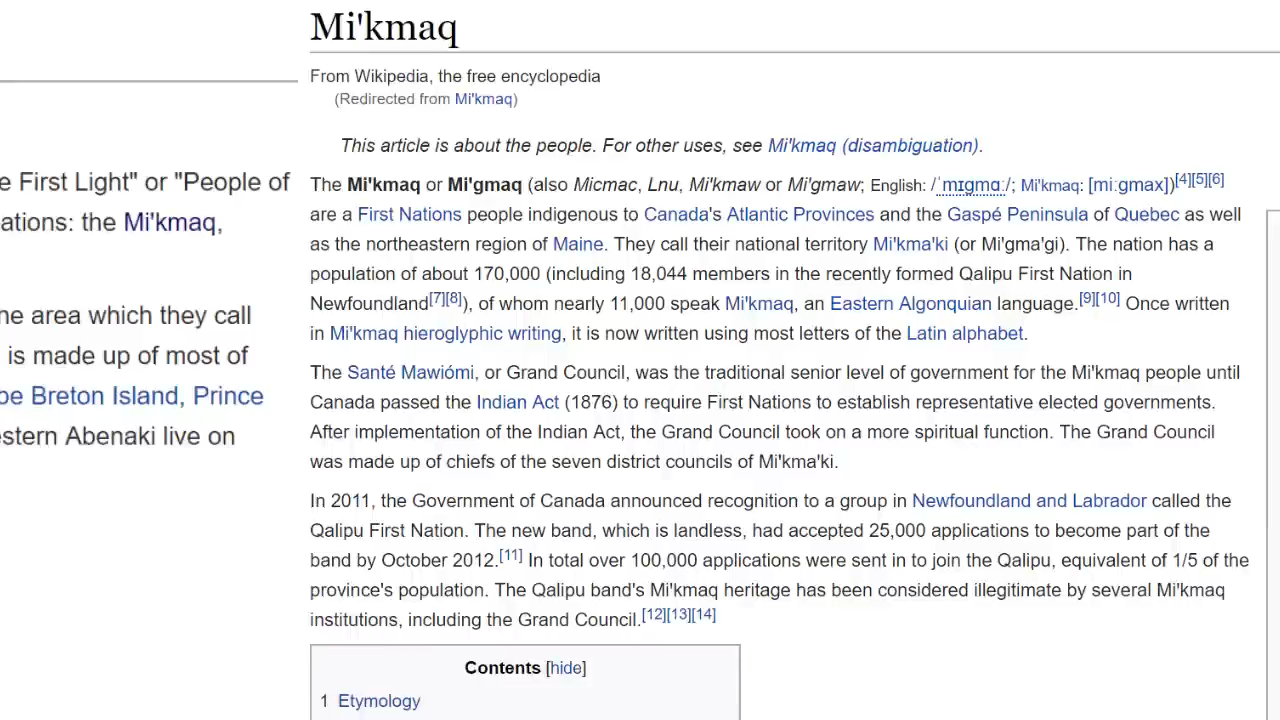 Mi'kmaq
From Wikipedia, the free encyclopedia
(Redirected from Mi'kmaq)
This article is about the people. For other uses, see Mi'kmaq (disambiguation).
The Mi'kmaq or Mi'gmaq (also Micmac, Lnu, Mi'kmaw or Mi'gmaw; English: /ˈmɪɡmɑː/; Mi'kmaq: [miːɡmax])[4][5][6]
are a First Nations people indigenous to Canada's Atlantic Provinces and the Gaspé Peninsula of Quebec as well
as the northeastern region of Maine. They call their national territory Mi'kma'ki (or Mi'gma'gi). The nation has a
population of about 170,000 (including 18,044 members in the recently formed Qalipu First Nation in
Newfoundland[7][8]), of whom nearly 11,000 speak Mi'kmaq, an Eastern Algonquian language.[9][10] Once written
in Mi'kmaq hieroglyphic writing, it is now written using most letters of the Latin alphabet.
The Santé Mawiómi, or Grand Council, was the traditional senior level of government for the Mi'kmaq people until
Canada passed the Indian Act (1876) to require First Nations to establish representative elected governments.
After implementation of the Indian Act, the Grand Council took on a more spiritual function. The Grand Council
was made up of chiefs of the seven district councils of Mi'kma'ki.
In 2011, the Government of Canada announced recognition to a group in Newfoundland and Labrador called the
Qalipu First Nation. The new band, which is landless, had accepted 25,000 applications to become part of the
band by October 2012.[11] In total over 100,000 applications were sent in to join the Qalipu, equivalent of 1/5 of the
province's population. The Qalipu band's Mi'kmaq heritage has been considered illegitimate by several Mi'kmaq
institutions, including the Grand Council.[12][13][14]
Contents [hide]
1 Etymology
e First Light" or "People of
ations: the Mi'kmaq,
ne area which they call
is made up of most of
pe Breton Island, Prince
estern Abenaki live on